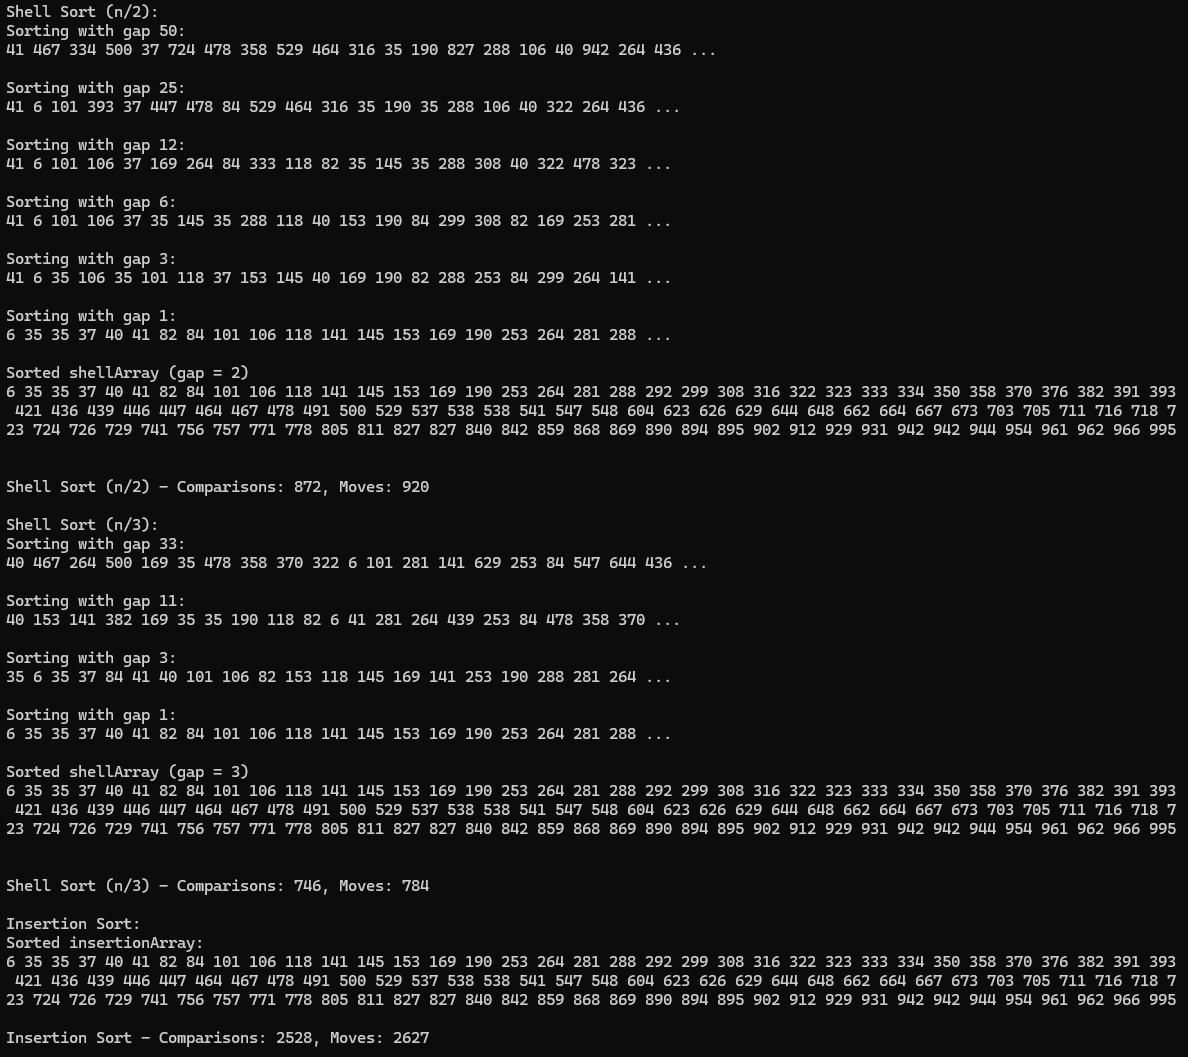 Shell Sort (n/2):
Sorting with gap 50:
41 467 334 500 37 724 478 358 529 464 316 35 190 827 288 106 40 942 264 436 ...
Sorting with gap 25:
41 6 101 393 37 447 478 84 529 464 316 35 190 35 288 106 40 322 264 436 ...
Sorting with gap 12:
41 6 101 106 37 169 264 84 333 118 82 35 145 35 288 308 40 322 478 323 ...
Sorting with gap 6:
41 6 101 106 37 35 145 35 288 118 40 153 190 84 299 308 82 169 253 281 ...
Sorting with gap 3:
41 6 35 106 35 101 118 37 153 145 40 169 190 82 288 253 84 299 264 141 ...
Sorting with gap 1:
6 35 35 37 40 41 82 84 101 106 118 141 145 153 169 190 253 264 281 288 ...
Sorted shellArray (gap = 2)
6 35 35 37 40 41 82 84 101 106 118 141 145 153 169 190 253 264 281 288 292 299 308 316 322 323 333 334 350 358 370 376 382 391 393
421 436 439 446 447 464 467 478 491 500 529 537 538 538 541 547 548 604 623 626 629 644 648 662 664 667 673 703 705 711 716 718 7
23 724 726 729 741 756 757 771 778 805 811 827 827 840 842 859 868 869 890 894 895 902 912 929 931 942 942 944 954 961 962 966 995
Shell Sort (n/2) - Comparisons: 872, Moves: 920
Shell Sort (n/3):
Sorting with gap 33:
40 467 264 500 169 35 478 358 370 322 6 101 281 141 629 253 84 547 644 436 ...
Sorting with gap 11:
40 153 141 382 169 35 35 190 118 82 6 41 281 264 439 253 84 478 358 370 ...
Sorting with gap 3:
35 6 35 37 84 41 40 101 106 82 153 118 145 169 141 253 190 288 281 264 ...
Sorting with gap 1:
6 35 35 37 40 41 82 84 101 106 118 141 145 153 169 190 253 264 281 288 ...
Sorted shellArray (gap = 3)
6 35 35 37 40 41 82 84 101 106 118 141 145 153 169 190 253 264 281 288 292 299 308 316 322 323 333 334 350 358 370 376 382 391 393
421 436 439 446 447 464 467 478 491 500 529 537 538 538 541 547 548 604 623 626 629 644 648 662 664 667 673 703 705 711 716 718 7
23 724 726 729 741 756 757 771 778 805 811 827 827 840 842 859 868 869 890 894 895 902 912 929 931 942 942 944 954 961 962 966 995
Shell Sort (n/3) - Comparisons: 746, Moves: 784
Insertion Sort:
Sorted insertionArray:
6 35 35 37 40 41 82 84 101 106 118 141 145 153 169 190 253 264 281 288 292 299 308 316 322 323 333 334 350 358 370 376 382 391 393
421 436 439 446 447 464 467 478 491 500 529 537 538 538 541 547 548 604 623 626 629 644 648 662 664 667 673 703 705 711 716 718 7
23 724 726 729 741 756 757 771 778 805 811 827 827 840 842 859 868 869 890 894 895 902 912 929 931 942 942 944 954 961 962 966 995
Insertion Sort - Comparisons: 2528, Moves: 2627